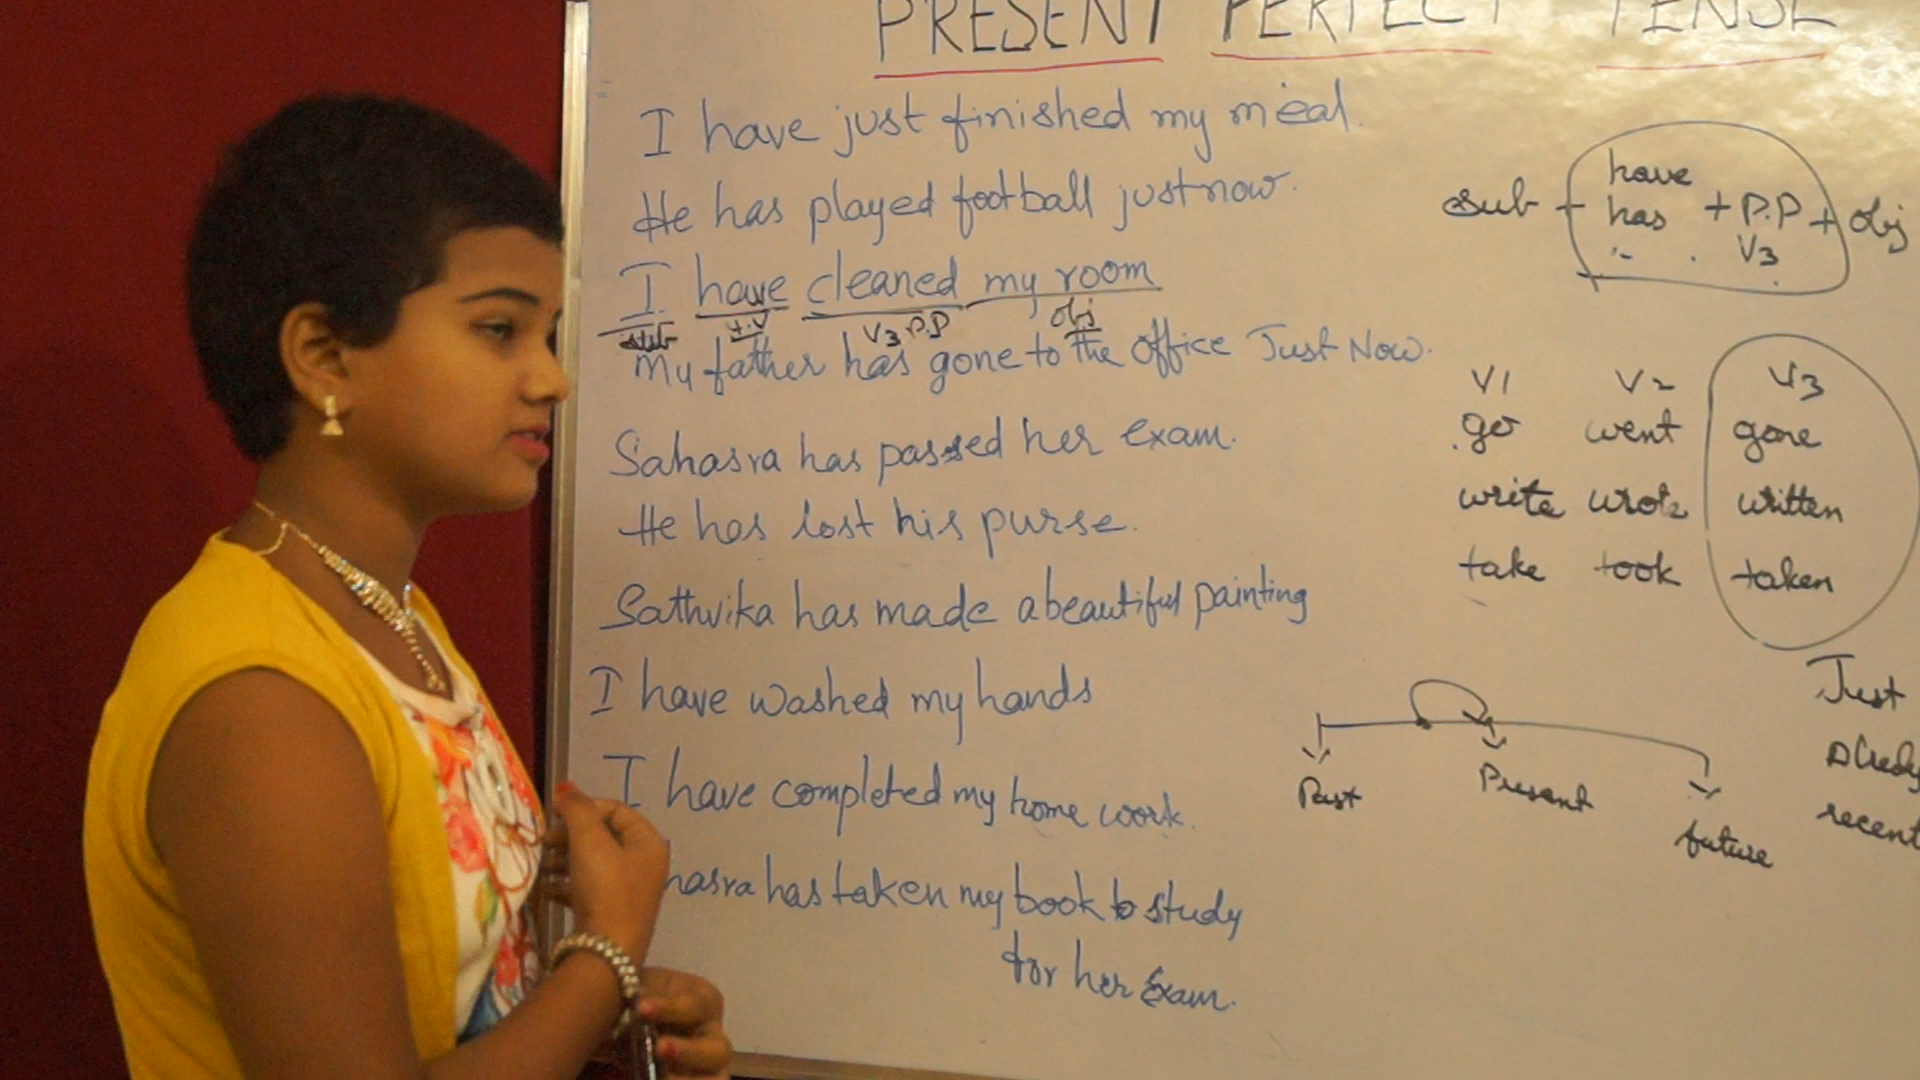 PRESENT PERFECT TENSE
I have just finished my meal.
He has played football just now.
I have cleaned my room
sub H.V V3 P.P obj
My father has gone to the office Just Now.
Sahasra has passed her exam.
He has lost his purse.
Sathvika has made a beautiful painting
I have washed my hands
I have completed my home work.
hasra has taken my book to study
for her Exam.
have
sub + has + P.P + obj
V3
V1 V2 V3
go went gone
write wrote written
take took taken
Past Present future
Just
recent